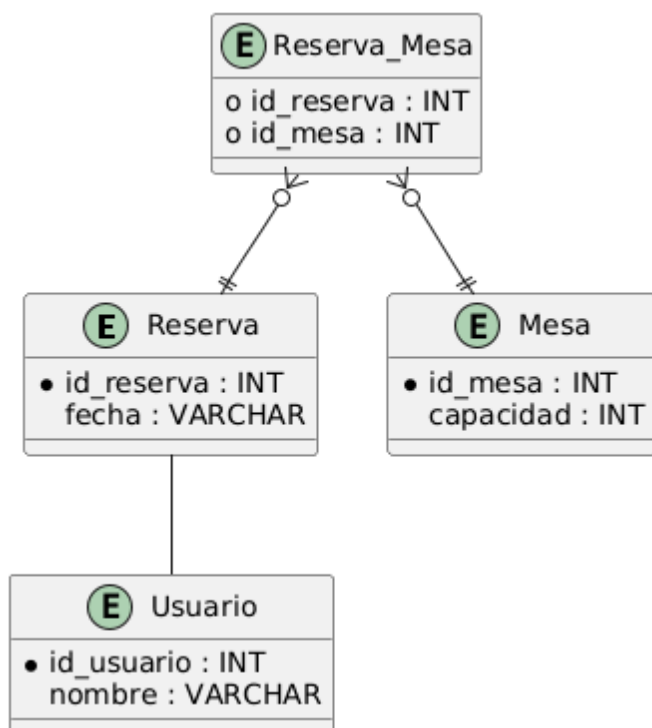 E Reserva_Mesa
o id_reserva : INT
o id_mesa : INT
E Reserva
id_reserva : INT
fecha : VARCHAR
E Mesa
id_mesa : INT
capacidad : INT
E Usuario
id_usuario : INT
nombre : VARCHAR